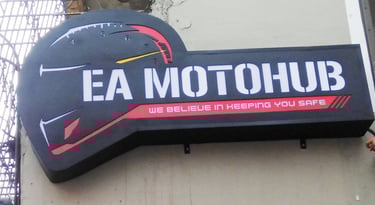 EA MOTOHUB
WE BELIEVE IN KEEPING YOU SAFE